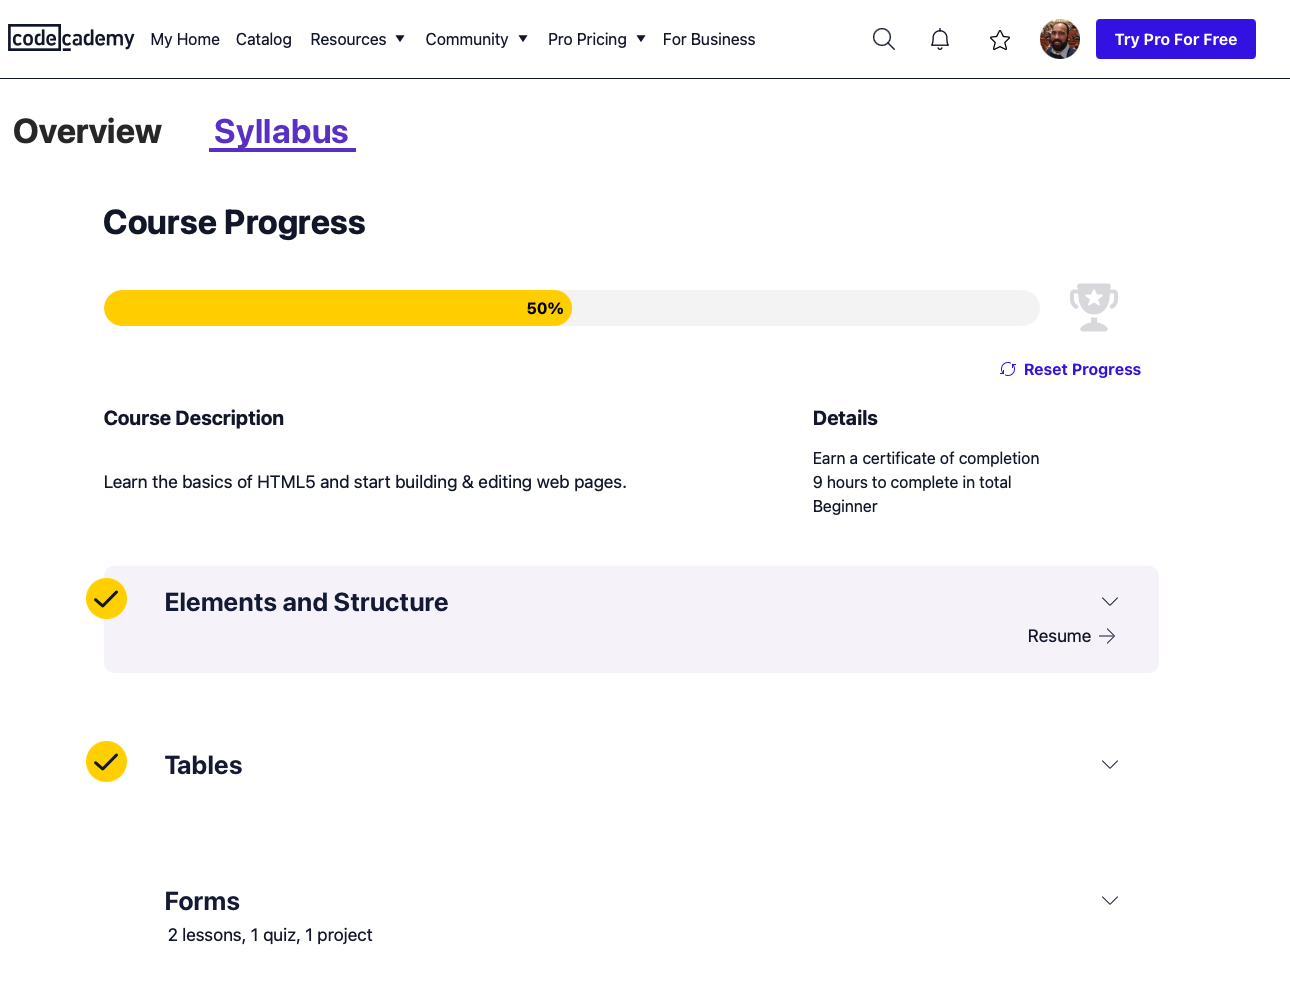 codecademy My Home Catalog Resources Community Pro Pricing For Business Try Pro For Free
Overview Syllabus
Course Progress
50%
Reset Progress
Course Description
Learn the basics of HTML5 and start building & editing web pages.
Details
Earn a certificate of completion
9 hours to complete in total
Beginner
Elements and Structure
Resume
Tables
Forms
2 lessons, 1 quiz, 1 project